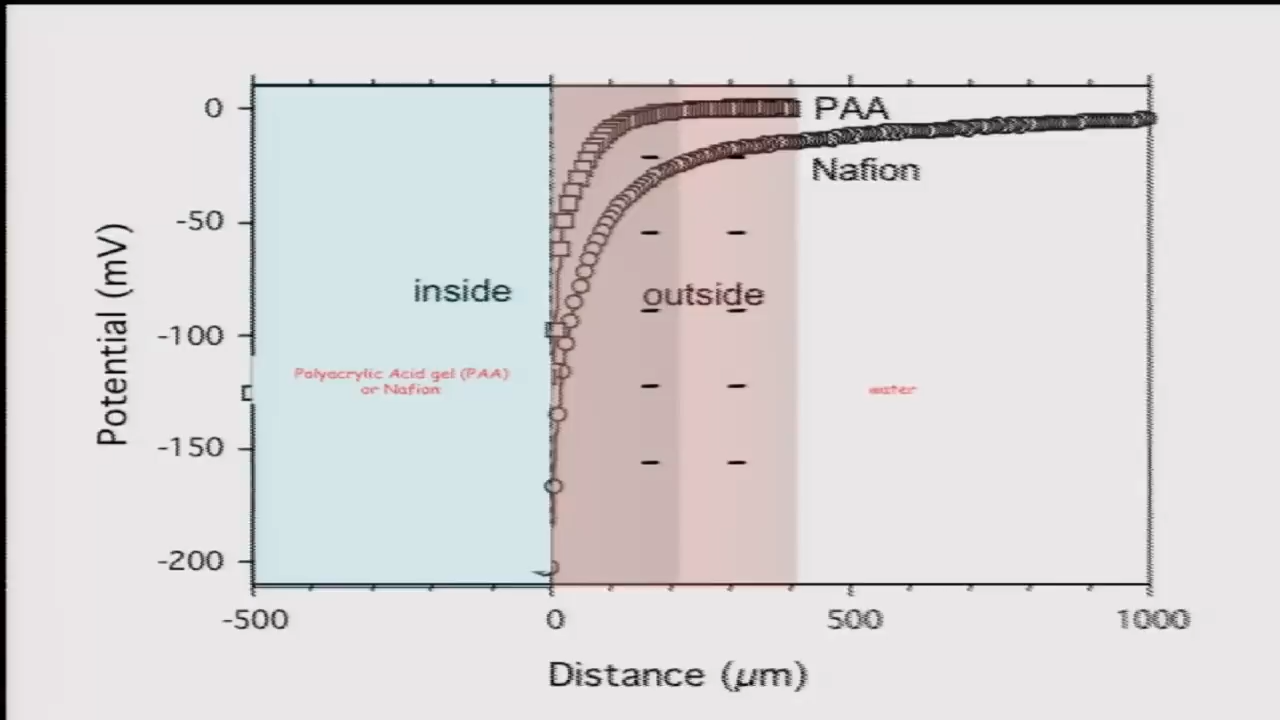 0
PAA
Nafion
-50
inside
outside
-100
Polyacrylic Acid gel (PAA)
or Nafion
water
-150
-200
-500
0
500
1000
Potential (mV)
Distance (μm)